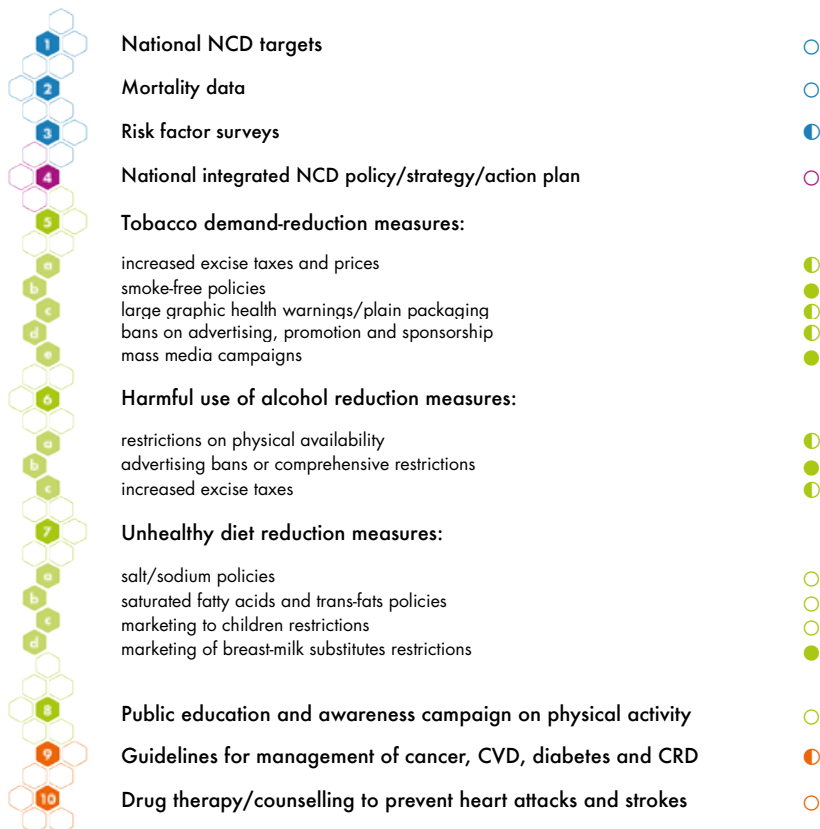 1 National NCD targets
2 Mortality data
3 Risk factor surveys
4 National integrated NCD policy/strategy/action plan
5 Tobacco demand-reduction measures:
a increased excise taxes and prices
b smoke-free policies
c large graphic health warnings/plain packaging
d bans on advertising, promotion and sponsorship
e mass media campaigns
6 Harmful use of alcohol reduction measures:
a restrictions on physical availability
b advertising bans or comprehensive restrictions
c increased excise taxes
7 Unhealthy diet reduction measures:
a salt/sodium policies
b saturated fatty acids and trans-fats policies
c marketing to children restrictions
d marketing of breast-milk substitutes restrictions
8 Public education and awareness campaign on physical activity
9 Guidelines for management of cancer, CVD, diabetes and CRD
10 Drug therapy/counselling to prevent heart attacks and strokes